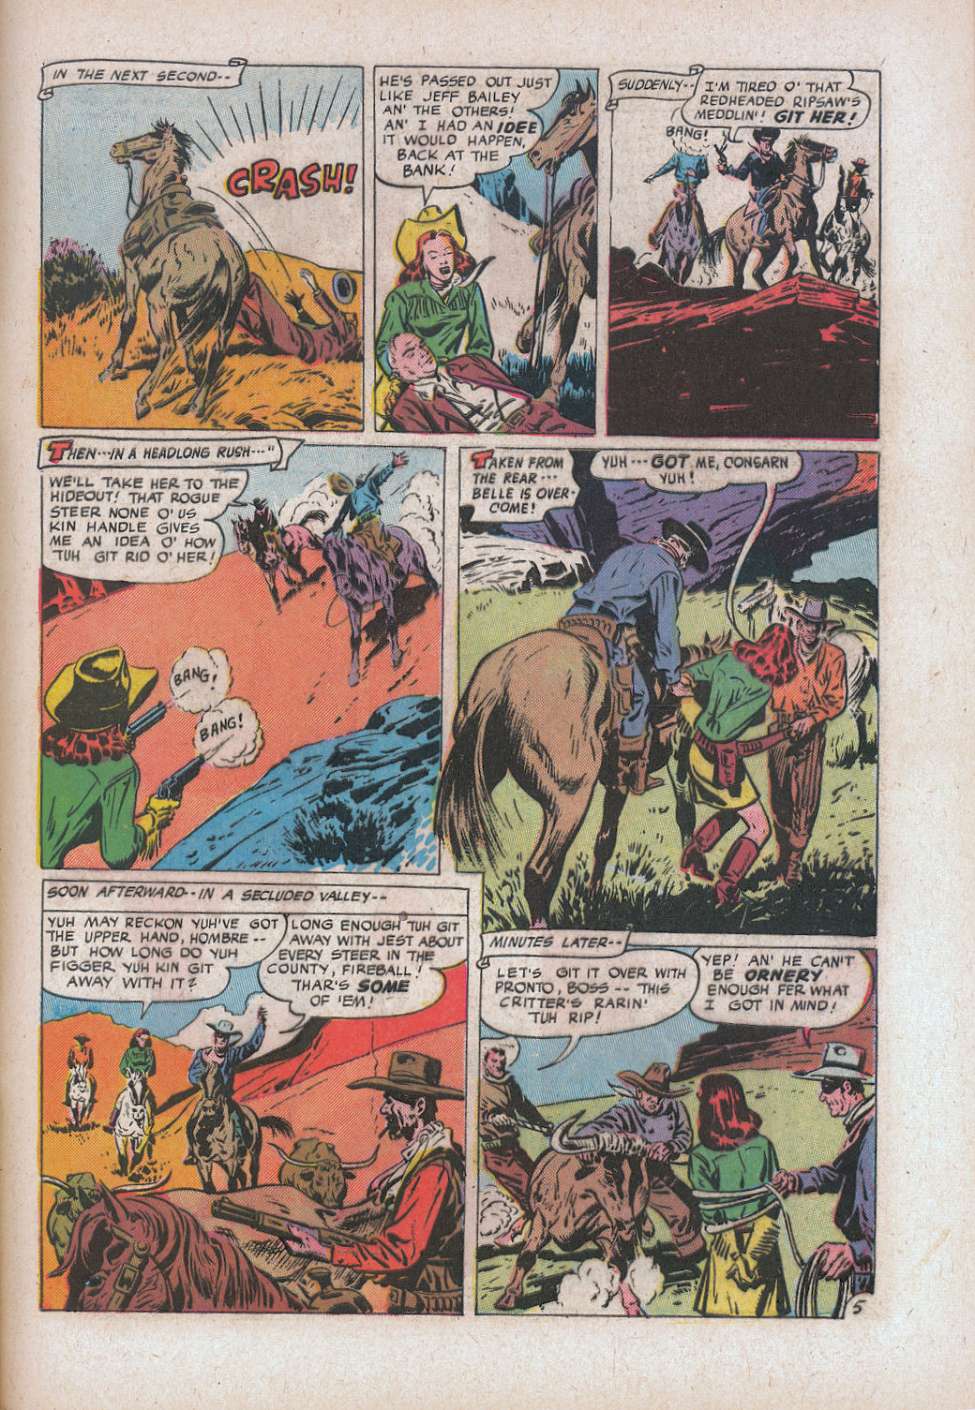 IN THE NEXT SECOND--
CRASH!
HE'S PASSED OUT JUST
LIKE JEFF BAILEY
AN' THE OTHERS!
AN' I HAD AN IDEE
IT WOULD HAPPEN,
BACK AT THE
BANK!
SUDDENLY--
I'M TIRED O' THAT
REDHEADED RIPSAW'S
MEDDLIN'! GIT HER!
BANG!
THEN---IN A HEADLONG RUSH---"
WE'LL TAKE HER TO THE
HIDEOUT! THAT ROGUE
STEER NONE O' US
KIN HANDLE GIVES
ME AN IDEA O' HOW
TUH GIT RID O' HER!
BANG!
BANG!
TAKEN FROM
THE REAR---
BELLE IS OVER-
COME!
YUH --- GOT ME, CONSARN
YUH!
SOON AFTERWARD--IN A SECLUDED VALLEY--
YUH MAY RECKON YUH'VE GOT
THE UPPER HAND, HOMBRE --
BUT HOW LONG DO YUH
FIGGER YUH KIN GIT
AWAY WITH IT?
LONG ENOUGH TUH GIT
AWAY WITH JEST ABOUT
EVERY STEER IN THE
COUNTY, FIREBALL!
THAR'S SOME
OF 'EM!
MINUTES LATER--
LET'S GIT IT OVER WITH
PRONTO, BOSS -- THIS
CRITTER'S RARIN'
TUH RIP!
YEP! AN' HE CAN'T
BE ORNERY
ENOUGH FER WHAT
I GOT IN MIND!
5